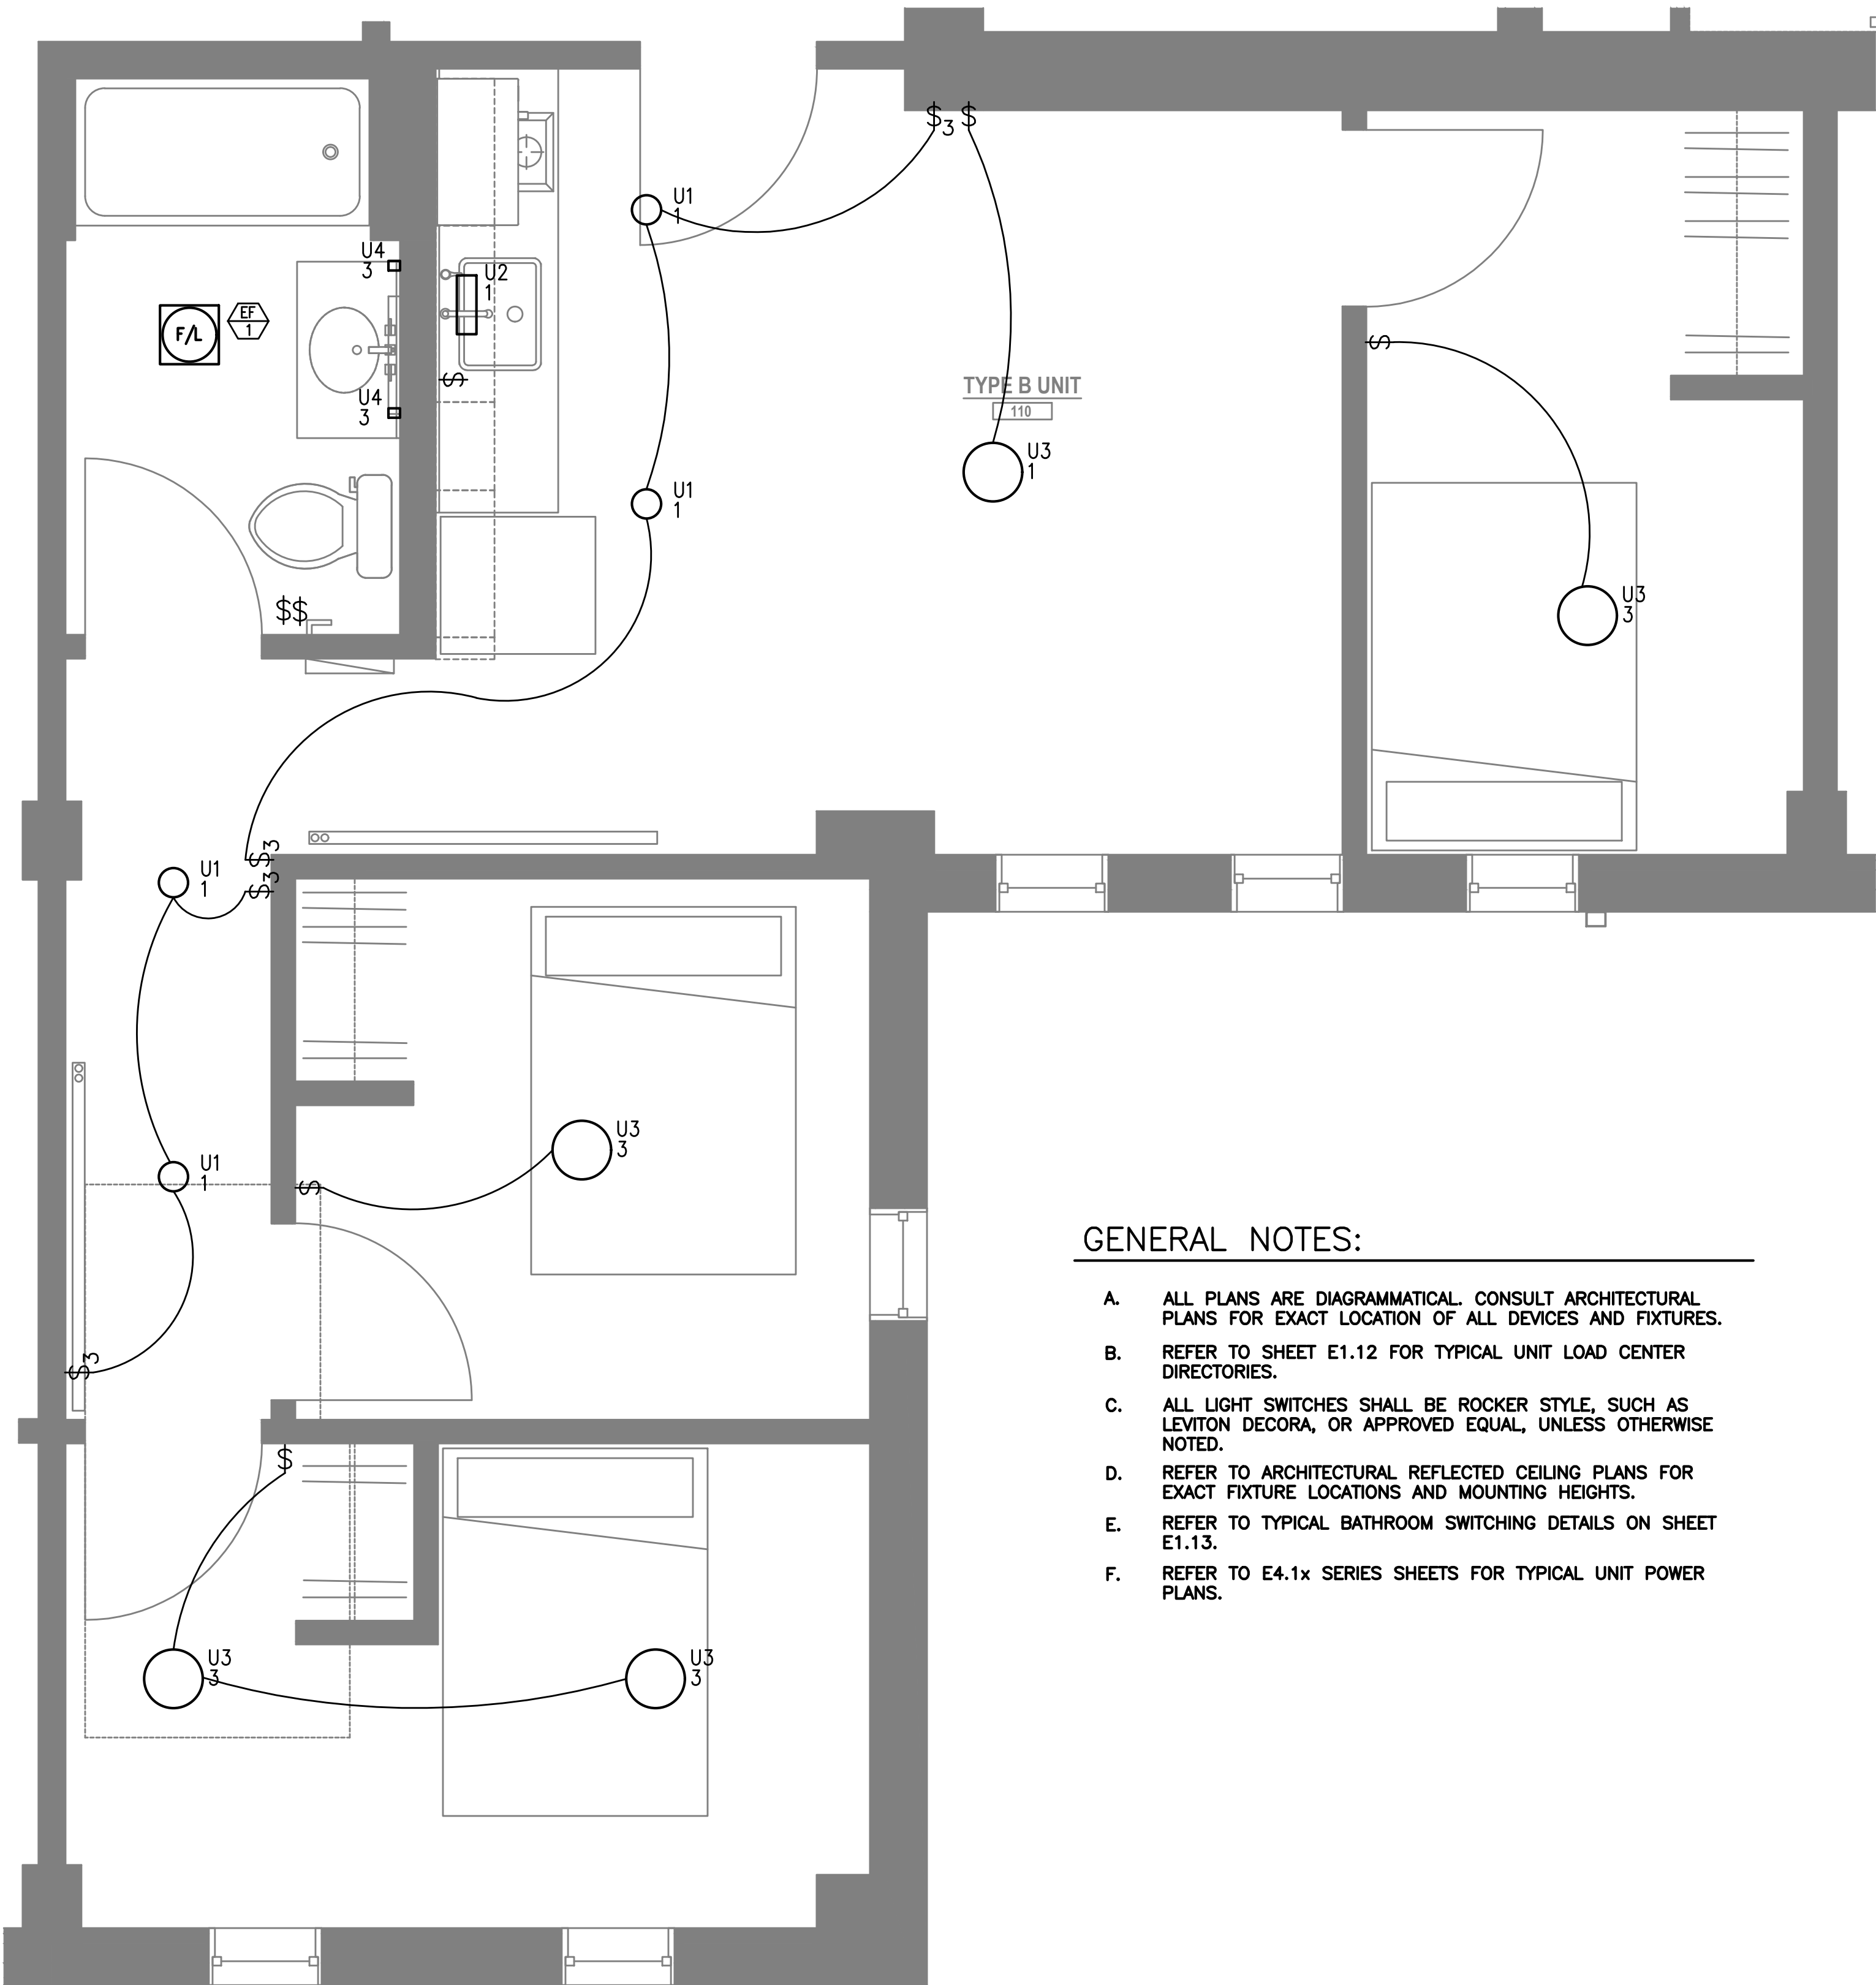 $3 $
U1
1
U4
3
U2
1
EF
1
F/L
$
$
TYPE B UNIT
110
U4
3
U3
1
U1
1
U3
3
$$
$3
$3
U1
1
U3
3
U1
1
$
$3
$
U3
3
U3
3
GENERAL NOTES:
A. ALL PLANS ARE DIAGRAMMATICAL. CONSULT ARCHITECTURAL
PLANS FOR EXACT LOCATION OF ALL DEVICES AND FIXTURES.
B. REFER TO SHEET E1.12 FOR TYPICAL UNIT LOAD CENTER
DIRECTORIES.
C. ALL LIGHT SWITCHES SHALL BE ROCKER STYLE, SUCH AS
LEVITON DECORA, OR APPROVED EQUAL, UNLESS OTHERWISE
NOTED.
D. REFER TO ARCHITECTURAL REFLECTED CEILING PLANS FOR
EXACT FIXTURE LOCATIONS AND MOUNTING HEIGHTS.
E. REFER TO TYPICAL BATHROOM SWITCHING DETAILS ON SHEET
E1.13.
F. REFER TO E4.1x SERIES SHEETS FOR TYPICAL UNIT POWER
PLANS.